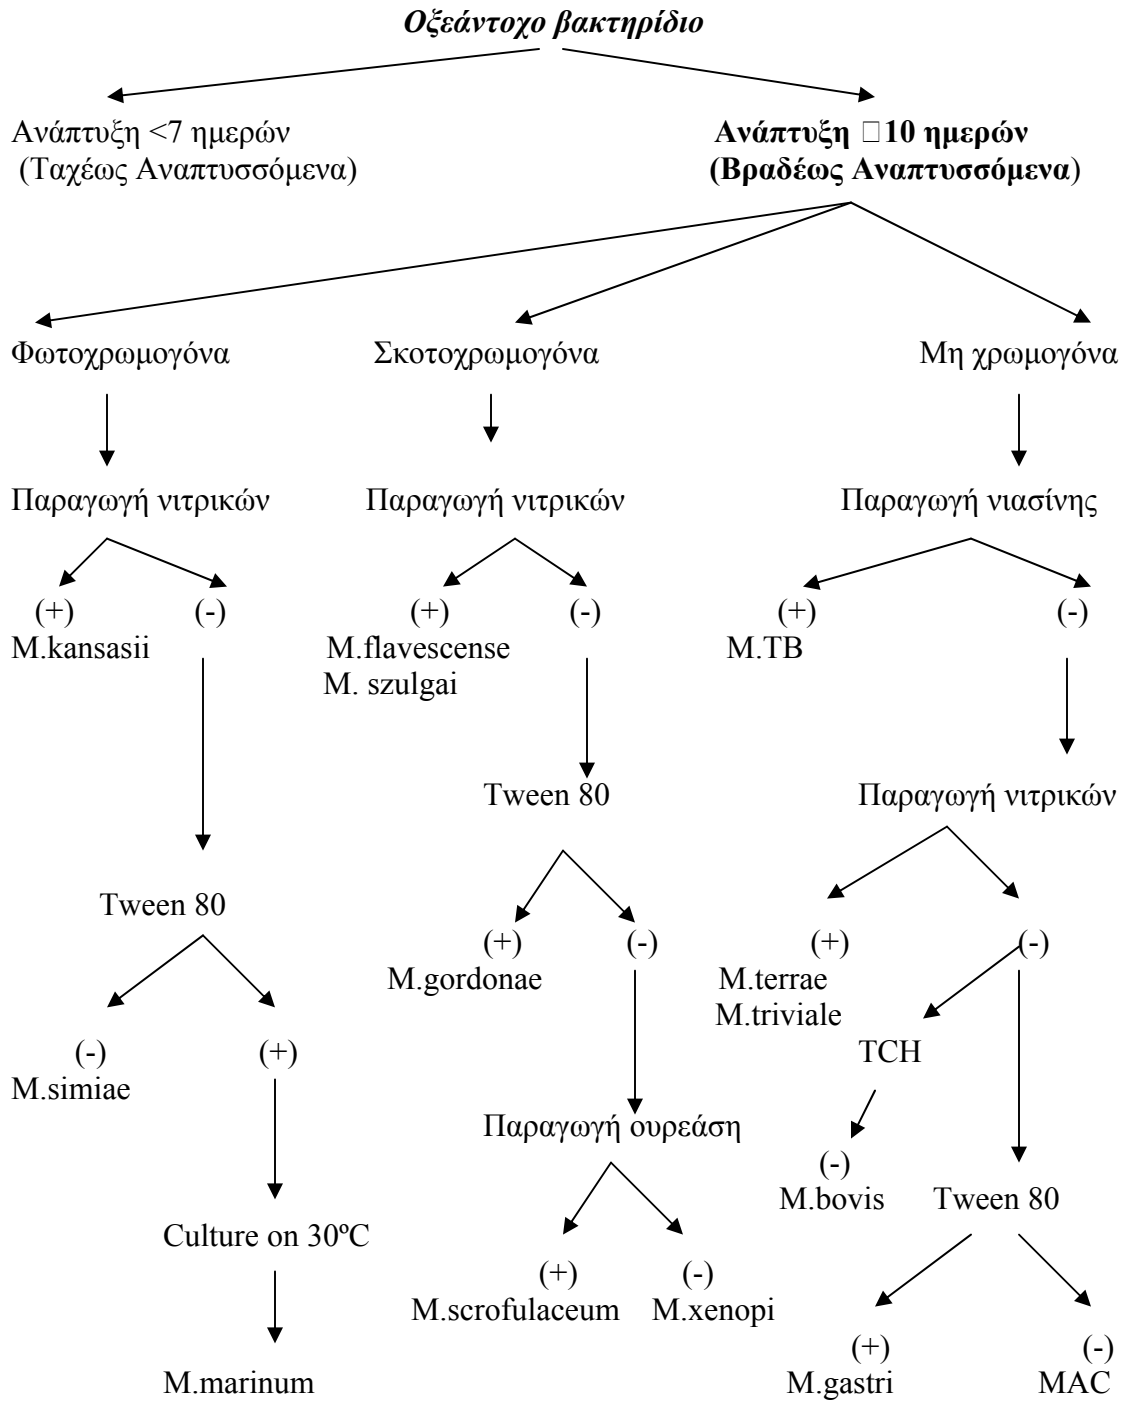 Οξεάντοχο βακτηρίδιο
Ανάπτυξη <7 ημερών
(Ταχέως Αναπτυσσόμενα)
Ανάπτυξη □10 ημερών
(Βραδέως Αναπτυσσόμενα)
Φωτοχρωμογόνα
Σκοτοχρωμογόνα
Μη χρωμογόνα
Παραγωγή νιτρικών
Παραγωγή νιτρικών
Παραγωγή νιασίνης
(+)
(-)
(+)
(-)
(+)
(-)
M.kansasii
M.flavescense
M. szulgai
M.TB
Tween 80
Παραγωγή νιτρικών
Tween 80
(+)
(-)
(+)
(-)
M.gordonae
M.terrae
M.triviale
(-)
(+)
TCH
M.simiae
Παραγωγή ουρεάση
(-)
M.bovis
Tween 80
Culture on 30ºC
(+)
(-)
M.scrofulaceum
M.xenopi
(+)
(-)
M.marinum
M.gastri
MAC